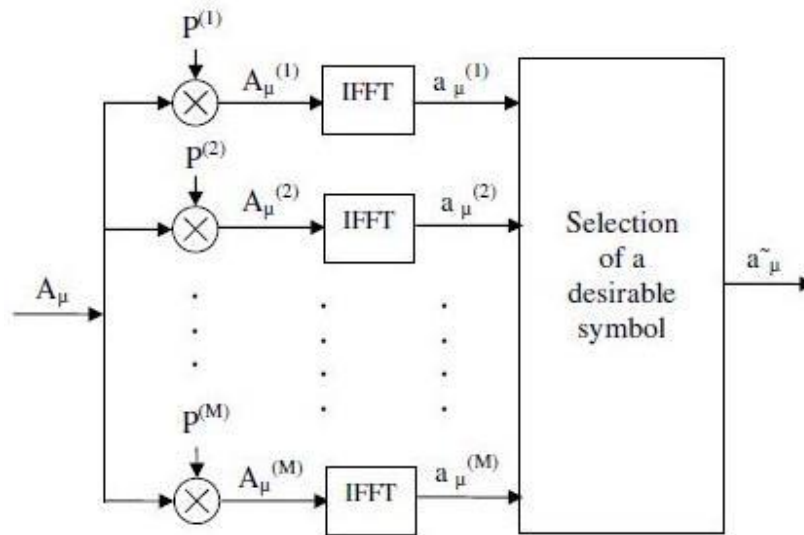 P⁽¹⁾
A_μ⁽¹⁾ IFFT a_μ⁽¹⁾
P⁽²⁾
A_μ⁽²⁾ IFFT a_μ⁽²⁾
A_μ
Selection
of a
desirable
symbol
a˜_μ
P⁽ᴹ⁾
A_μ⁽ᴹ⁾ IFFT a_μ⁽ᴹ⁾